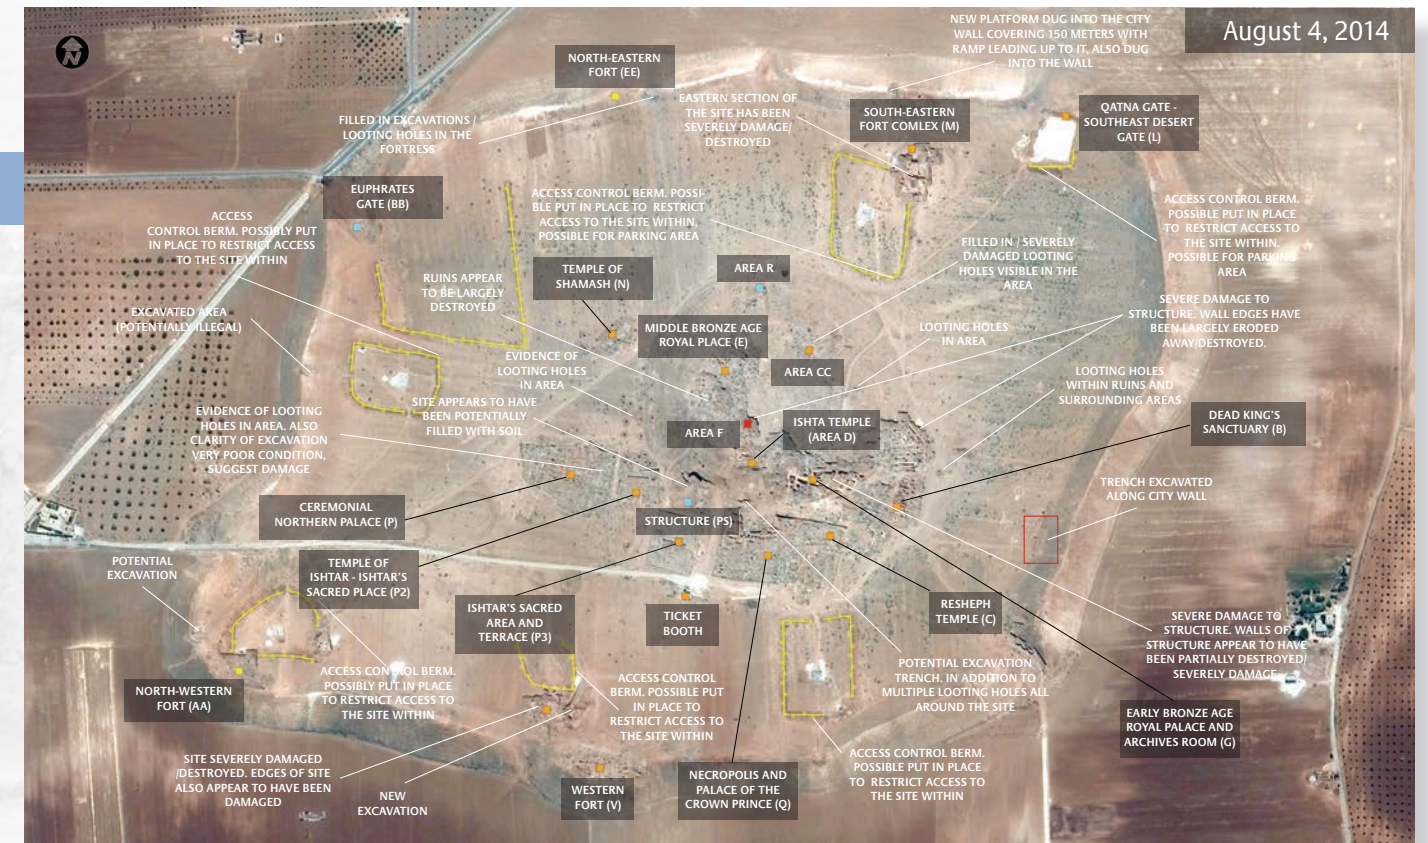 August 4, 2014
N
NEW PLATFORM DUG INTO THE CITY
WALL COVERING 150 METERS WITH
RAMP LEADING UP TO IT, ALSO DUG
INTO THE WALL
NORTH-EASTERN
FORT (EE)
EASTERN SECTION OF
THE SITE HAS BEEN
SEVERELY DAMAGE/
DESTROYED
SOUTH-EASTERN
FORT COMLEX (M)
QATNA GATE -
SOUTHEAST DESERT
GATE (L)
FILLED IN EXCAVATIONS /
LOOTING HOLES IN THE
FORTRESS
EUPHRATES
GATE (BB)
ACCESS
CONTROL BERM. POSSIBLY PUT
IN PLACE TO RESTRICT ACCESS
TO THE SITE WITHIN
ACCESS CONTROL BERM. POSSI-
BLE PUT IN PLACE TO RESTRICT
ACCESS TO THE SITE WITHIN.
POSSIBLE FOR PARKING AREA
ACCESS CONTROL BERM.
POSSIBLE PUT IN PLACE
TO RESTRICT ACCESS TO
THE SITE WITHIN.
POSSIBLE FOR PARKING
AREA
FILLED IN / SEVERELY
DAMAGED LOOTING
HOLES VISIBLE IN THE
AREA
RUINS APPEAR
TO BE LARGELY
DESTROYED
TEMPLE OF
SHAMASH (N)
AREA R
EXCAVATED AREA
(POTENTIALLY ILLEGAL)
MIDDLE BRONZE AGE
ROYAL PLACE (E)
LOOTING HOLES
IN AREA
SEVERE DAMAGE TO
STRUCTURE. WALL EDGES HAVE
BEEN LARGELY ERODED
AWAY/DESTROYED.
EVIDENCE OF
LOOTING HOLES
IN AREA
AREA CC
LOOTING HOLES
WITHIN RUINS AND
SURROUNDING AREAS
SITE APPEARS TO HAVE
BEEN POTENTIALLY
FILLED WITH SOIL
EVIDENCE OF LOOTING
HOLES IN AREA. ALSO
CLARITY OF EXCAVATION
VERY POOR CONDITION,
SUGGEST DAMAGE
AREA F
ISHTA TEMPLE
(AREA D)
DEAD KING'S
SANCTUARY (B)
CEREMONIAL
NORTHERN PALACE (P)
STRUCTURE (PS)
TRENCH EXCAVATED
ALONG CITY WALL
POTENTIAL
EXCAVATION
TEMPLE OF
ISHTAR - ISHTAR'S
SACRED PLACE (P2)
ISHTAR'S SACRED
AREA AND
TERRACE (P3)
TICKET
BOOTH
RESHEPH
TEMPLE (C)
SEVERE DAMAGE TO
STRUCTURE. WALLS OF
STRUCTURE APPEAR TO HAVE
BEEN PARTIALLY DESTROYED/
SEVERELY DAMAGE
NORTH-WESTERN
FORT (AA)
ACCESS CONTROL BERM.
POSSIBLY PUT IN PLACE
TO RESTRICT ACCESS TO
THE SITE WITHIN
ACCESS CONTROL
BERM. POSSIBLE PUT
IN PLACE TO
RESTRICT ACCESS TO
THE SITE WITHIN
POTENTIAL EXCAVATION
TRENCH. IN ADDITION TO
MULTIPLE LOOTING HOLES ALL
AROUND THE SITE
EARLY BRONZE AGE
ROYAL PALACE AND
ARCHIVES ROOM (G)
SITE SEVERELY DAMAGED
/DESTROYED. EDGES OF SITE
ALSO APPEAR TO HAVE BEEN
DAMAGED
NEW
EXCAVATION
WESTERN
FORT (V)
NECROPOLIS AND
PALACE OF THE
CROWN PRINCE (Q)
ACCESS CONTROL BERM.
POSSIBLE PUT IN PLACE
TO RESTRICT ACCESS TO
THE SITE WITHIN